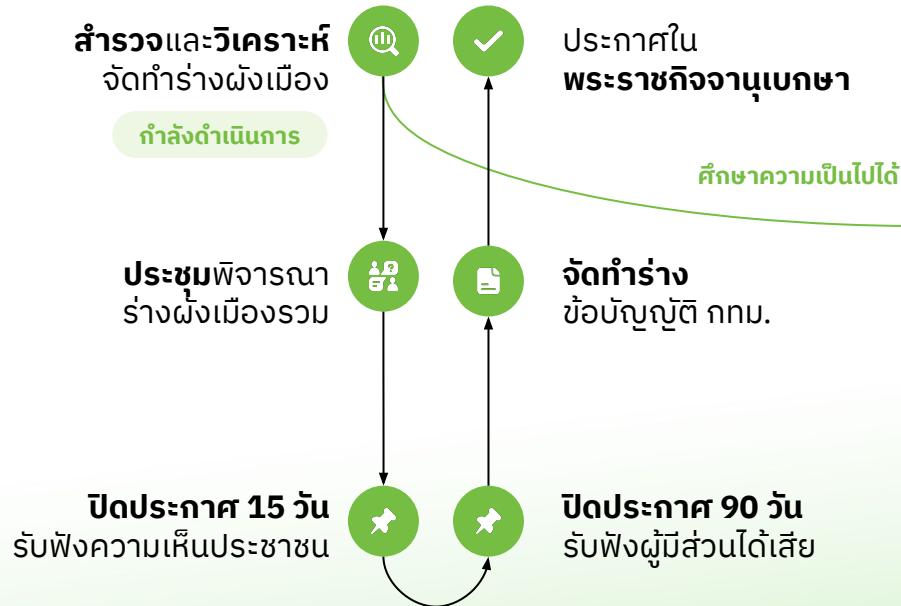 สำรวจและวิเคราะห์
จัดทำร่างผังเมือง
กำลังดำเนินการ
ประชุมพิจารณา
ร่างผังเมืองรวม
ปิดประกาศ 15 วัน
รับฟังความเห็นประชาชน
ปิดประกาศ 90 วัน
รับฟังผู้มีส่วนได้เสีย
จัดทำร่าง
ข้อบัญญัติ กทม.
ประกาศใน
พระราชกิจจานุเบกษา
ศึกษาความเป็นไปได้